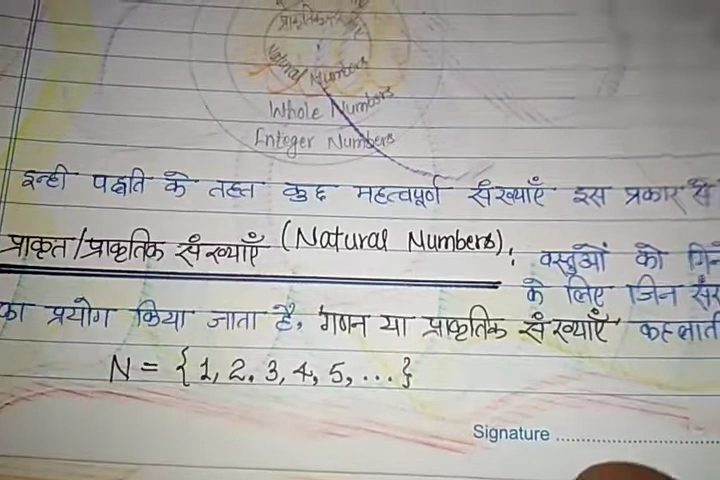 प्राकृतिक
Natural Numbers
Whole Numbers
Integer Numbers
इन्ही पद्धति के तहत कुछ महत्वपूर्ण संख्याएँ इस प्रकार से
प्राकृत/प्राकृतिक संख्याएँ (Natural Numbers): वस्तुओं को
के लिए जिन
का प्रयोग किया जाता है, गणन या प्राकृतिक संख्याएँ कहलाती
N = {1, 2, 3, 4, 5, ...}
Signature ..............................